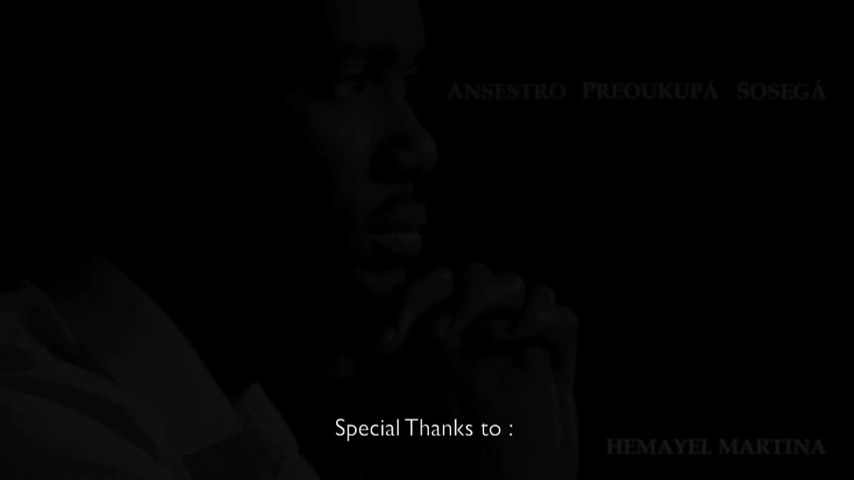 ANSESTRO PREOUKUPÁ SOSEGÁ
Special Thanks to :
HEMAYEL MARTINA